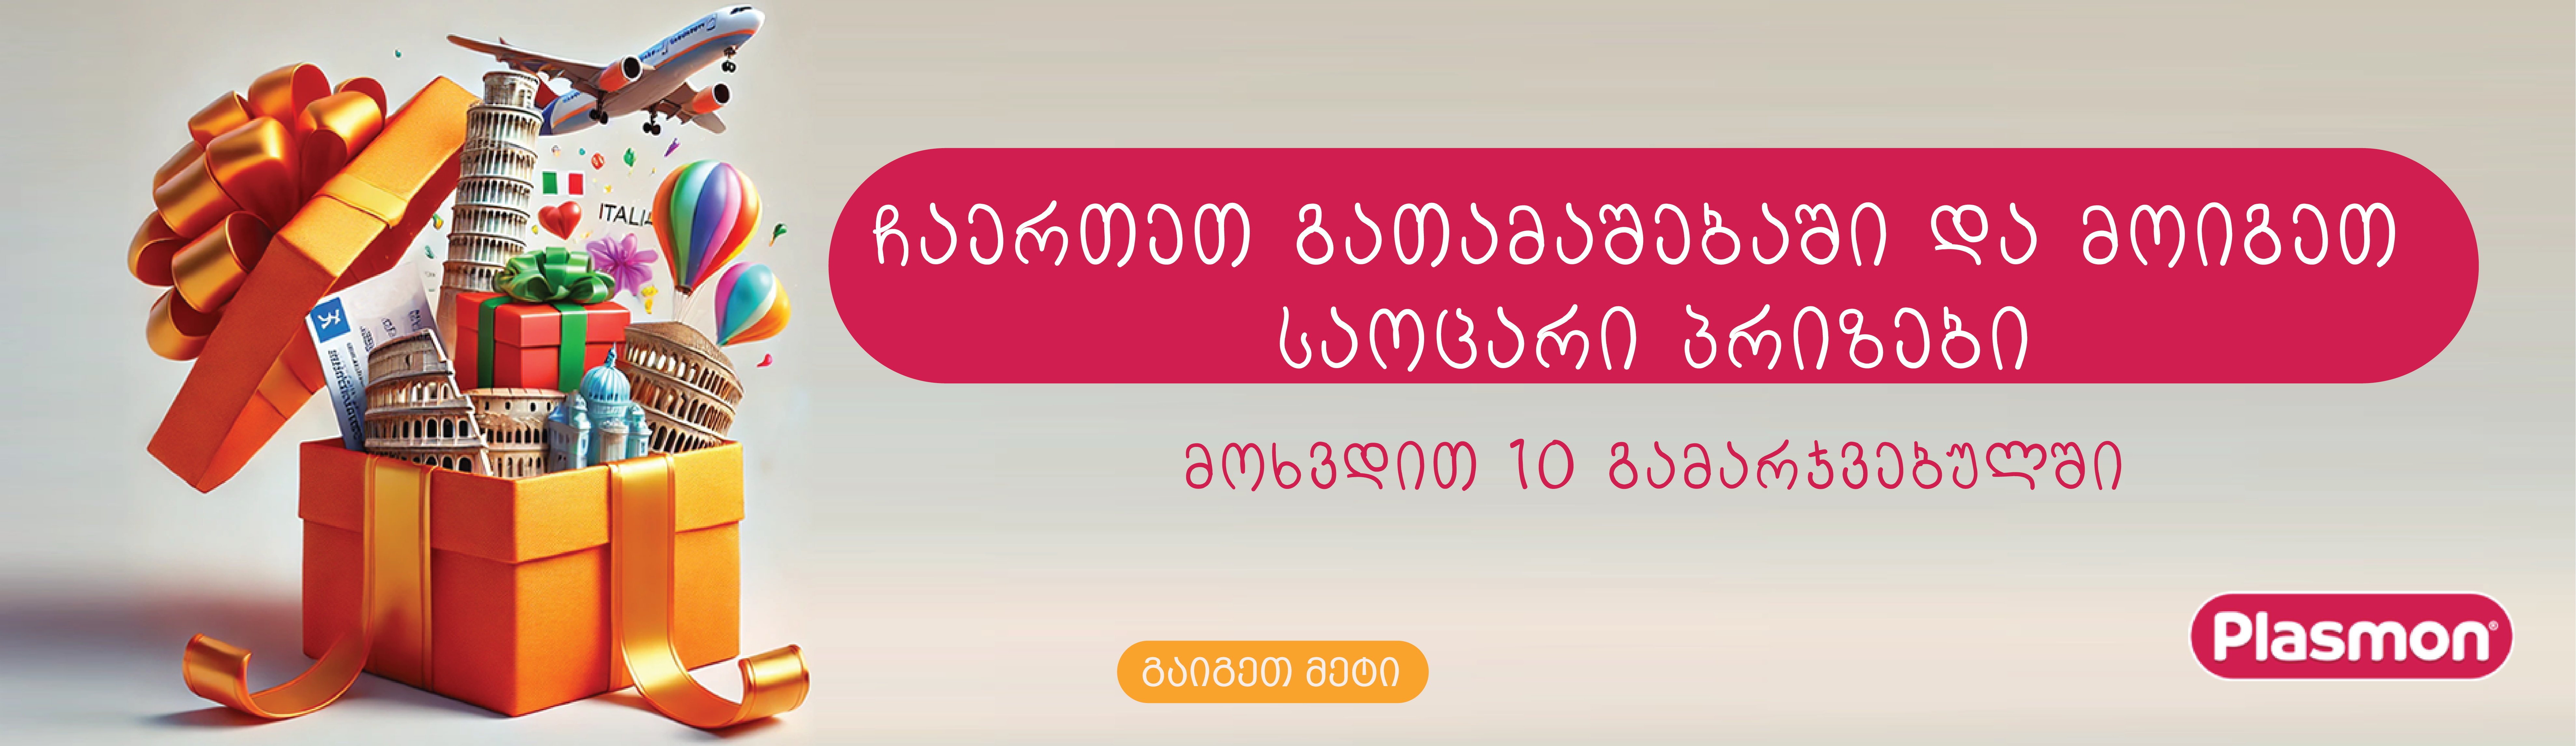 ITALIA
ჩაერთეთ გათამაშებაში და მოიგეთ
საოცარი პრიზები
მოხვდით 10 გამარჯვებულში
გაიგეთ მეტი
Plasmon